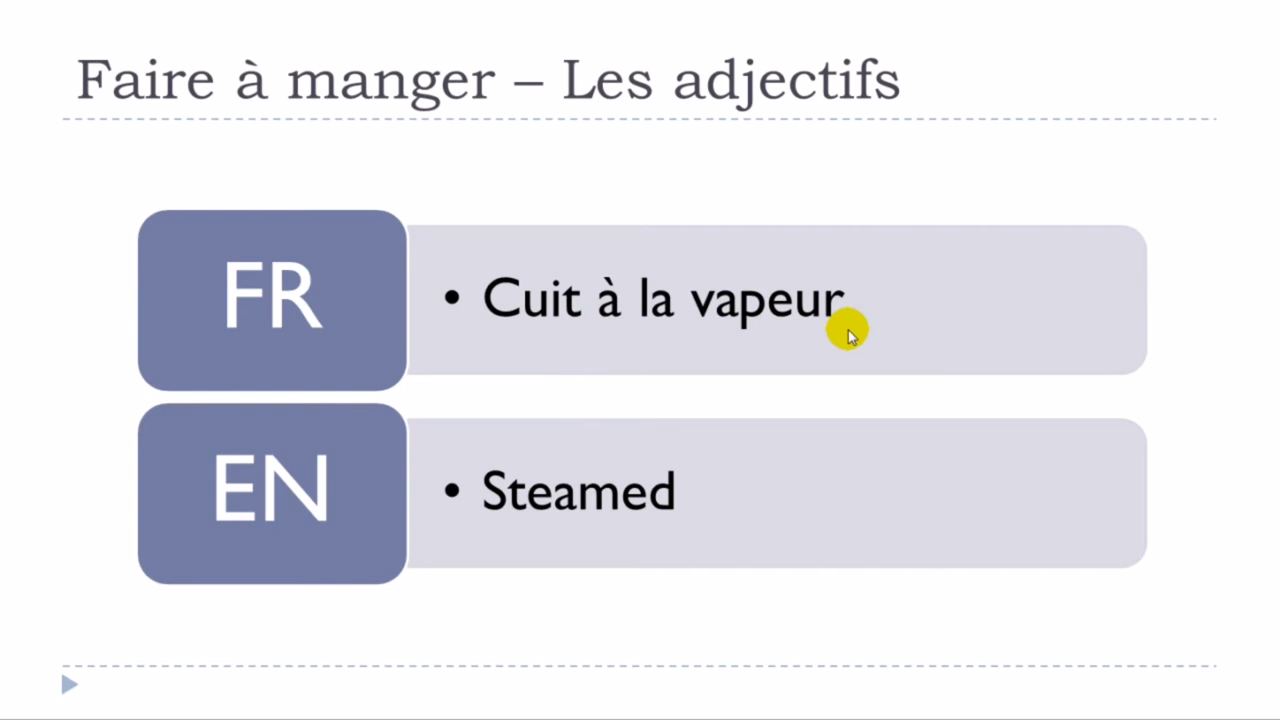 Faire à manger – Les adjectifs
FR
• Cuit à la vapeur
EN
• Steamed